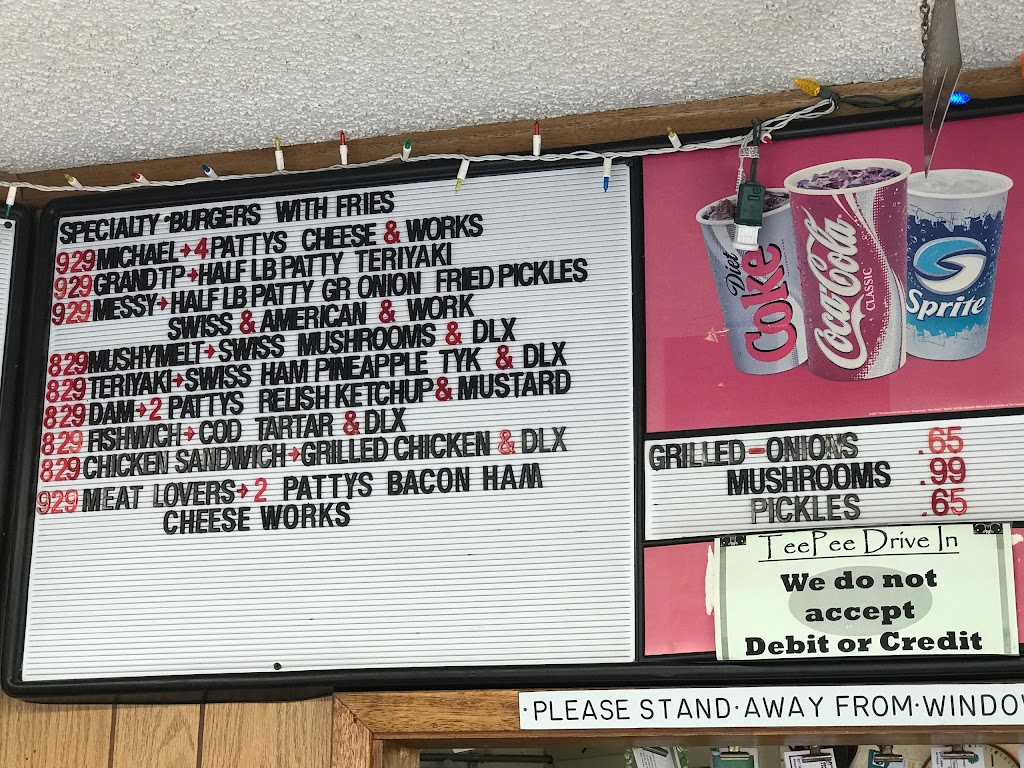 SPECIALTY BURGERS WITH FRIES
929 MICHAEL→4 PATTYS CHEESE & WORKS
929 GRAND TP→HALF LB PATTY TERIYAKI
929 MESSY→HALF LB PATTY GR ONION FRIED PICKLES
SWISS & AMERICAN & WORK
829 MUSHYMELT→SWISS MUSHROOMS & DLX
829 TERIYAKI→SWISS HAM PINEAPPLE TYK & DLX
829 DAM→2 PATTYS RELISH KETCHUP & MUSTARD
829 FISHWICH→COD TARTAR & DLX
829 CHICKEN SANDWICH→GRILLED CHICKEN & DLX
929 MEAT LOVERS→2 PATTYS BACON HAM
CHEESE WORKS
Diet Coke
Coca-Cola
CLASSIC
Sprite
GRILLED-ONIONS .65
MUSHROOMS .99
PICKLES .65
TeePee Drive In
We do not
accept
Debit or Credit
·PLEASE STAND·AWAY FROM·WINDO